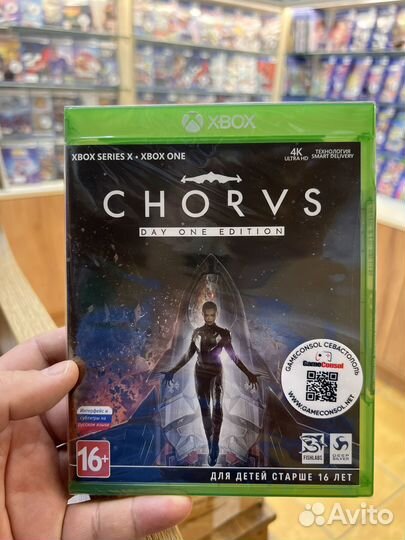 XBOX
XBOX SERIES X • XBOX ONE
4K
ULTRA HD
ТЕХНОЛОГИЯ
SMART DELIVERY
CHORVS
DAY ONE EDITION
GAMECONSOL СЕВАСТОПОЛЬ
GameConsol
WWW.GAMECONSOL.NET
Интерфейс и
субтитры на
русском языке
16+
FISHLABS
DEEP
SILVER
ДЛЯ ДЕТЕЙ СТАРШЕ 16 ЛЕТ
Avito